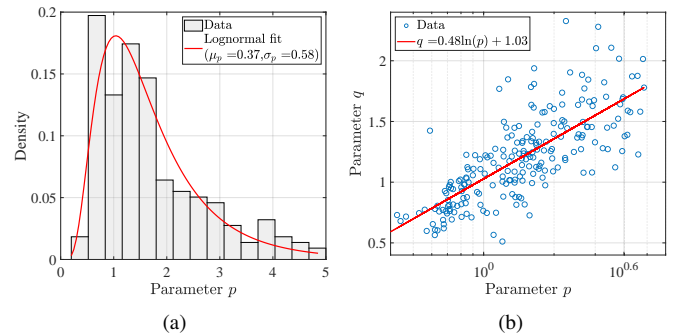 Data
Lognormal fit
(μ_p =0.37,σ_p =0.58)
0.2
0.15
0.1
0.05
0
Density
0 1 2 3 4 5
Parameter p
(a)
Data
q =0.48ln(p) + 1.03
2
1.5
1
0.5
Parameter q
10^0 10^0.6
Parameter p
(b)